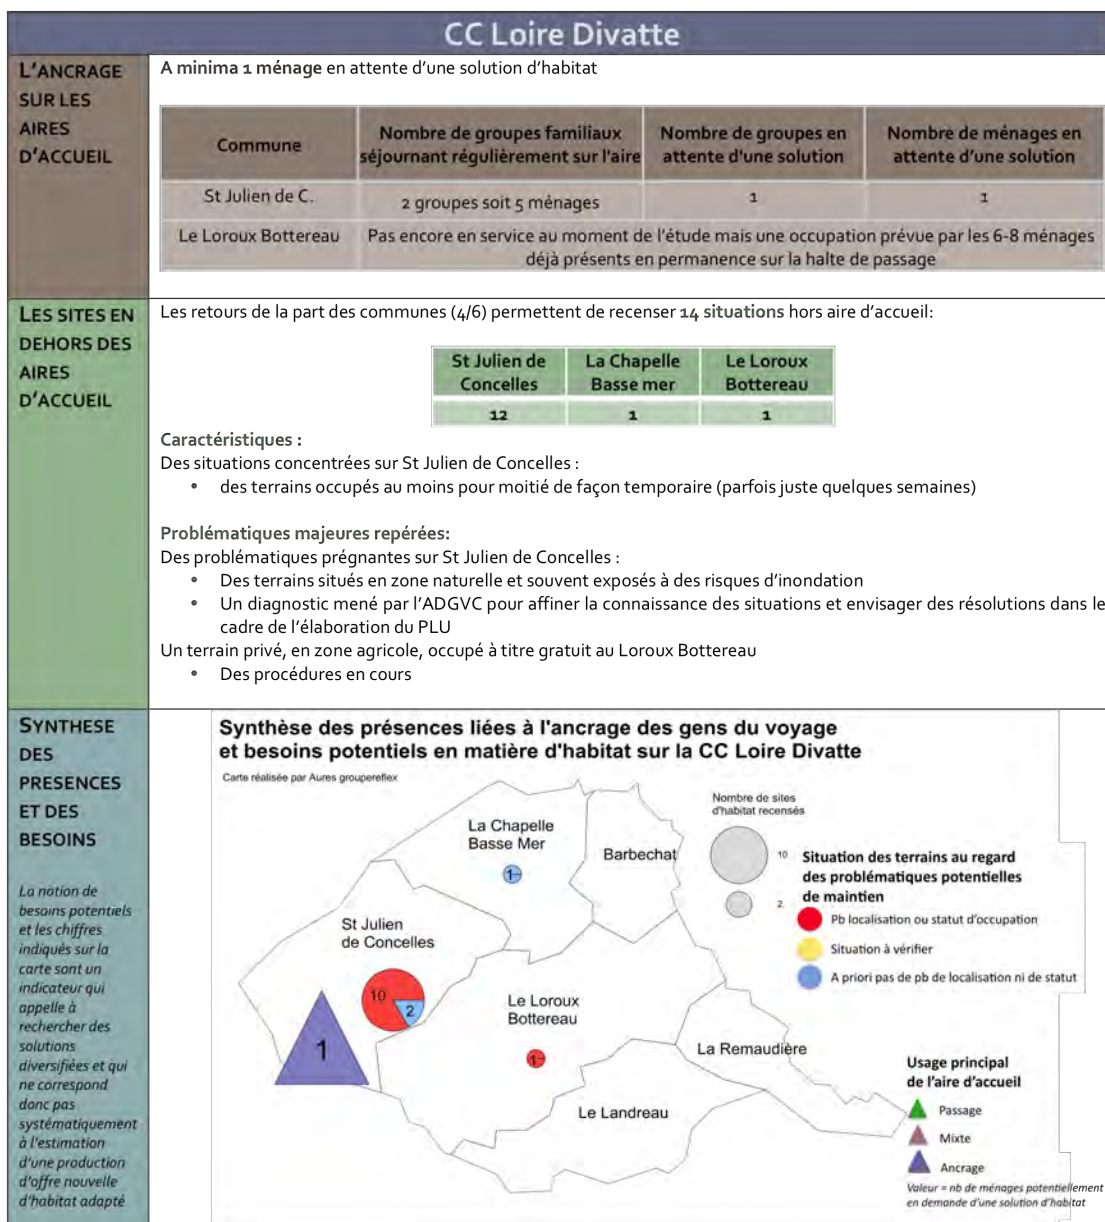 CC Loire Divatte
L'ANCRAGE
SUR LES
AIRES
D'ACCUEIL
A minima 1 ménage en attente d'une solution d'habitat
Commune
Nombre de groupes familiaux
séjournant régulièrement sur l'aire
Nombre de groupes en
attente d'une solution
Nombre de ménages en
attente d'une solution
St Julien de C.
2 groupes soit 5 ménages
1
1
Le Loroux Bottereau
Pas encore en service au moment de l'étude mais une occupation prévue par les 6-8 ménages
déjà présents en permanence sur la halte de passage
LES SITES EN
DEHORS DES
AIRES
D'ACCUEIL
Les retours de la part des communes (4/6) permettent de recenser 14 situations hors aire d'accueil:
St Julien de
Concelles
La Chapelle
Basse mer
Le Loroux
Bottereau
12
1
1
Caractéristiques :
Des situations concentrées sur St Julien de Concelles :
• des terrains occupés au moins pour moitié de façon temporaire (parfois juste quelques semaines)
Problématiques majeures repérées:
Des problématiques prégnantes sur St Julien de Concelles :
• Des terrains situés en zone naturelle et souvent exposés à des risques d'inondation
• Un diagnostic mené par l'ADGVC pour affiner la connaissance des situations et envisager des résolutions dans le
cadre de l'élaboration du PLU
Un terrain privé, en zone agricole, occupé à titre gratuit au Loroux Bottereau
• Des procédures en cours
SYNTHESE
DES
PRESENCES
ET DES
BESOINS
La notion de
besoins potentiels
et les chiffres
indiqués sur la
carte sont un
indicateur qui
appelle à
rechercher des
solutions
diversifiées et qui
ne correspond
donc pas
systématiquement
à l'estimation
d'une production
d'offre nouvelle
d'habitat adapté
Synthèse des présences liées à l'ancrage des gens du voyage
et besoins potentiels en matière d'habitat sur la CC Loire Divatte
Carte réalisée par Aures groupereflex
La Chapelle
Basse Mer
1
Barbechat
St Julien
de Concelles
10
2
1
Le Loroux
Bottereau
1
La Remaudière
Le Landreau
Nombre de sites
d'habitat recensés
10
2
Situation des terrains au regard
des problématiques potentielles
de maintien
Pb localisation ou statut d'occupation
Situation à vérifier
A priori pas de pb de localisation ni de statut
Usage principal
de l'aire d'accueil
Passage
Mixte
Ancrage
Valeur = nb de ménages potentiellement
en demande d'une solution d'habitat